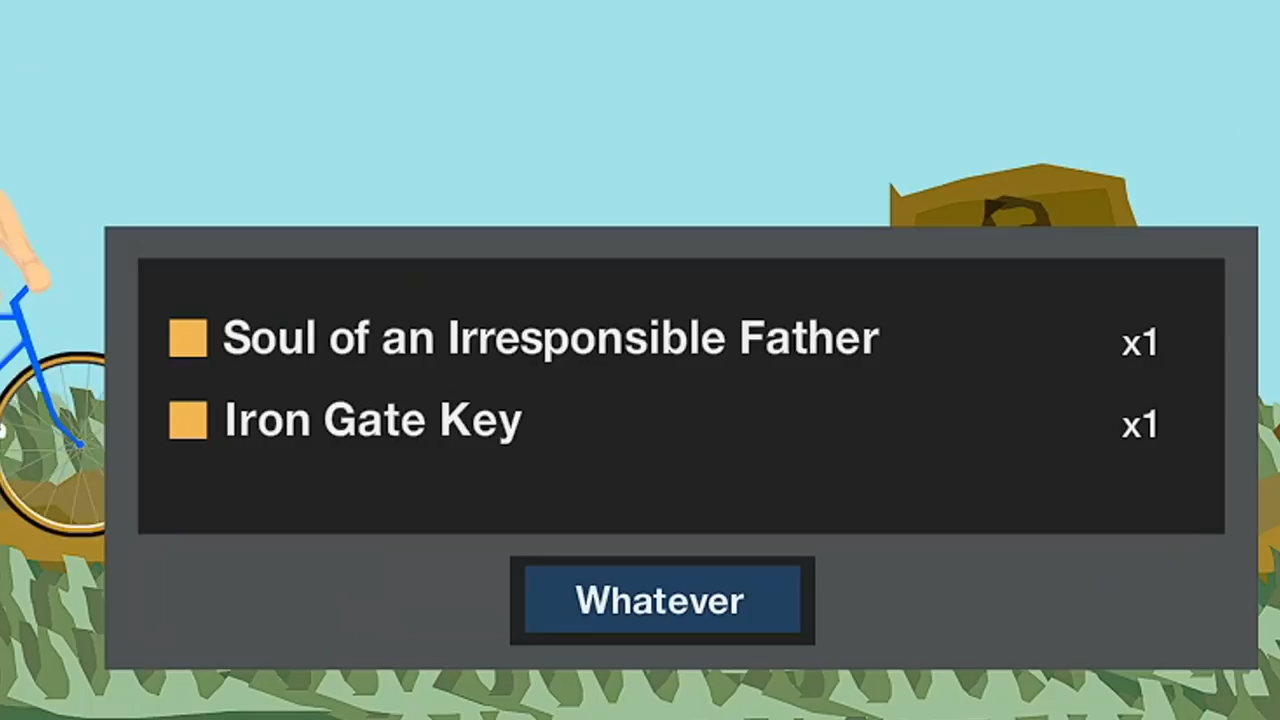 Soul of an Irresponsible Father x1
Iron Gate Key x1
Whatever